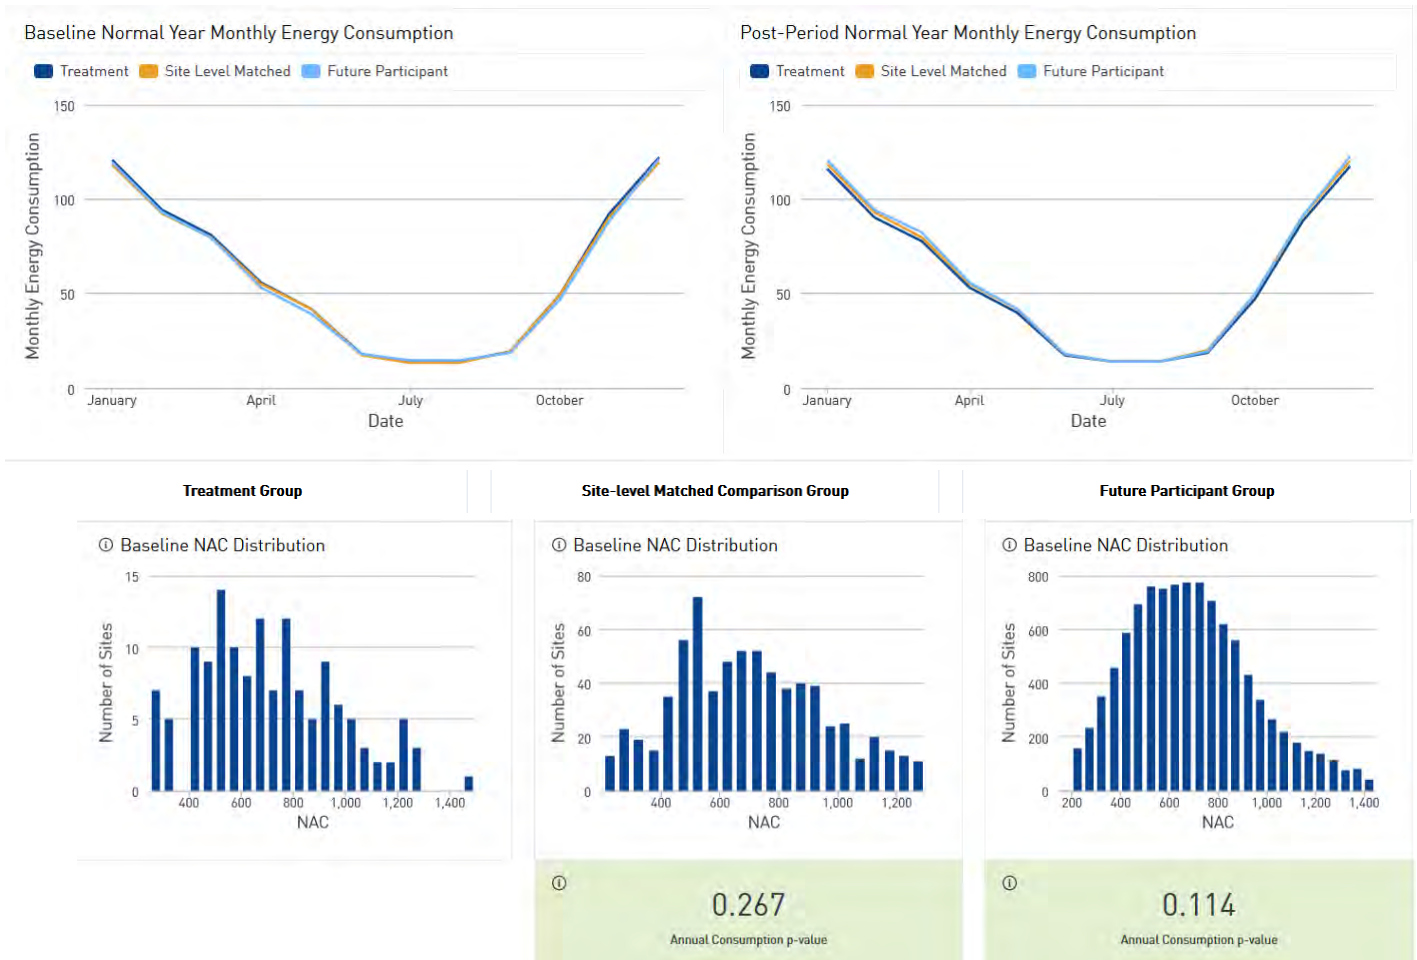 Baseline Normal Year Monthly Energy Consumption
Treatment Site Level Matched Future Participant
150
100
50
0
Monthly Energy Consumption
January April July October
Date
Post-Period Normal Year Monthly Energy Consumption
Treatment Site Level Matched Future Participant
150
100
50
0
Monthly Energy Consumption
January April July October
Date
Treatment Group
Baseline NAC Distribution
15
10
5
0
Number of Sites
400 600 800 1,000 1,200 1,400
NAC
Site-level Matched Comparison Group
Baseline NAC Distribution
80
60
40
20
0
Number of Sites
400 600 800 1,000 1,200
NAC
0.267
Annual Consumption p-value
Future Participant Group
Baseline NAC Distribution
800
600
400
200
0
Number of Sites
200 400 600 800 1,000 1,200 1,400
NAC
0.114
Annual Consumption p-value